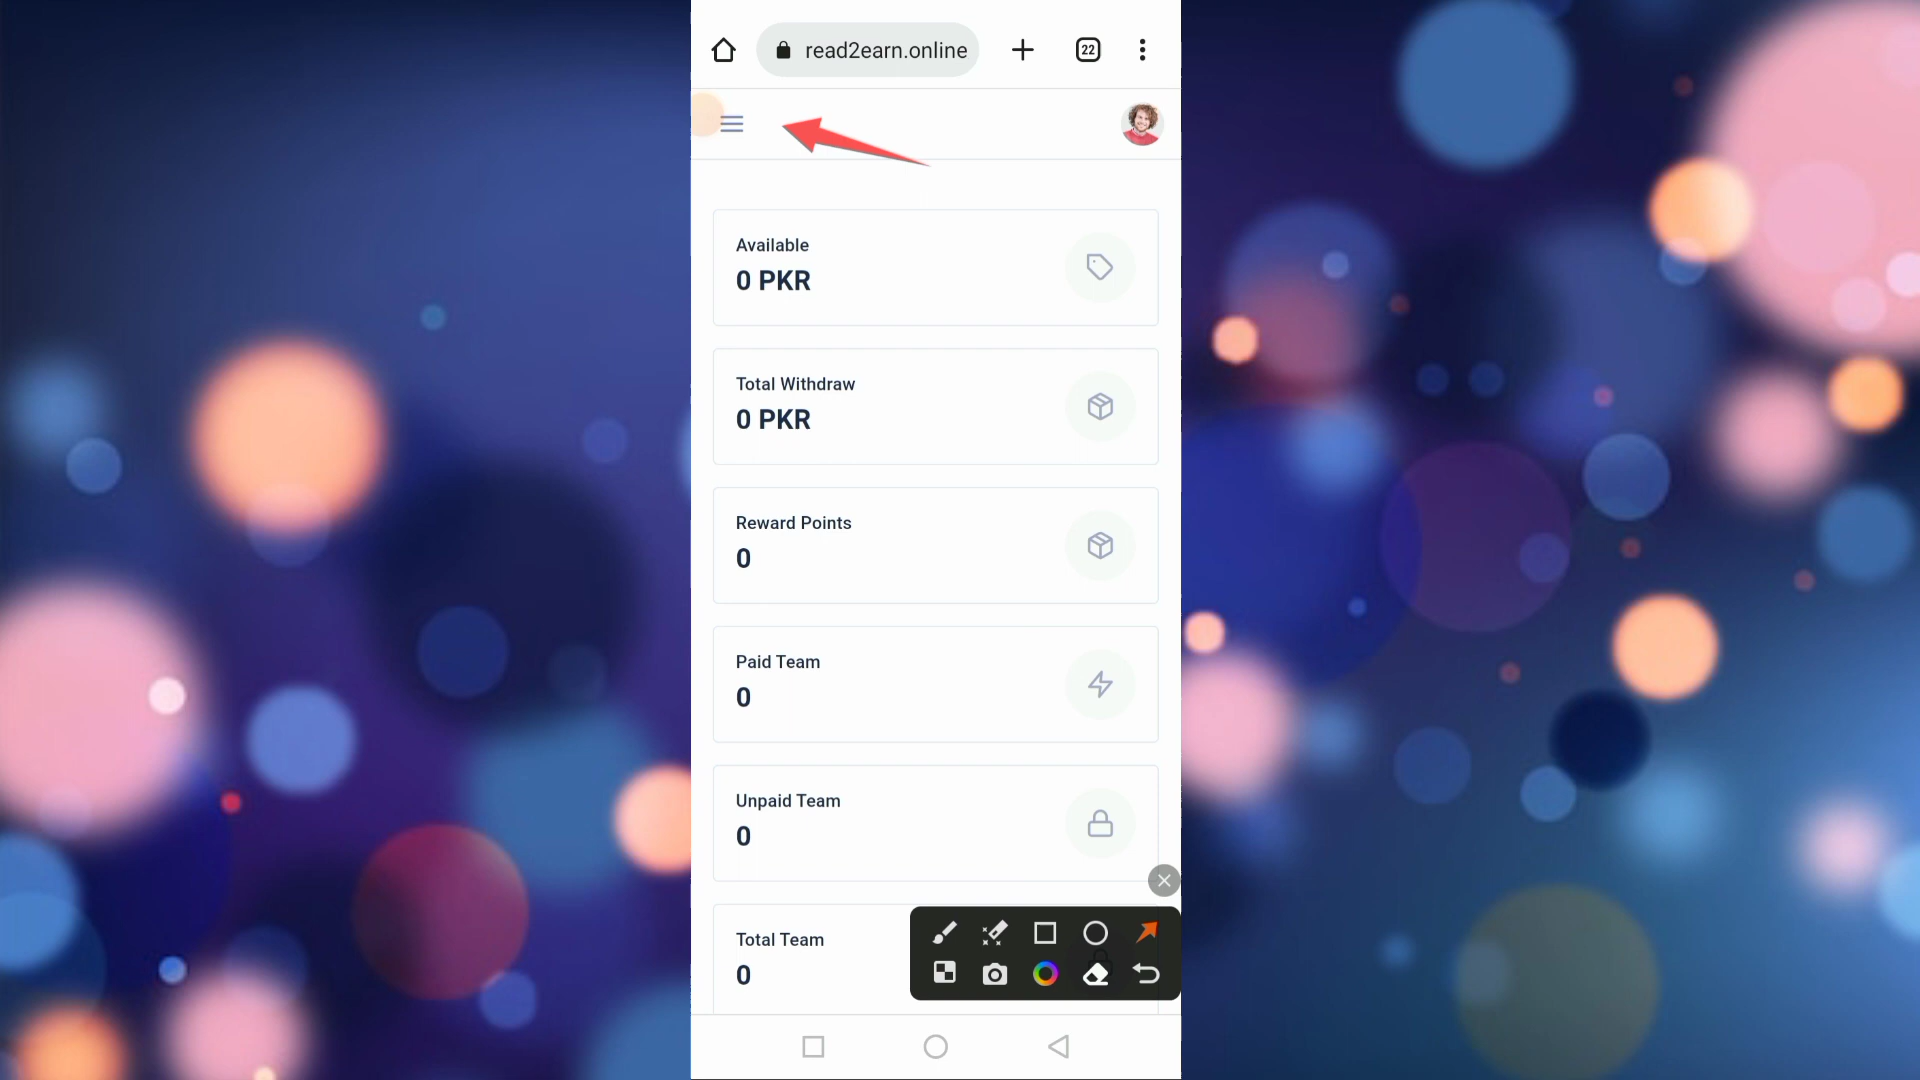 read2earn.online
22
Available
0 PKR
Total Withdraw
0 PKR
Reward Points
0
Paid Team
0
Unpaid Team
0
Total Team
0